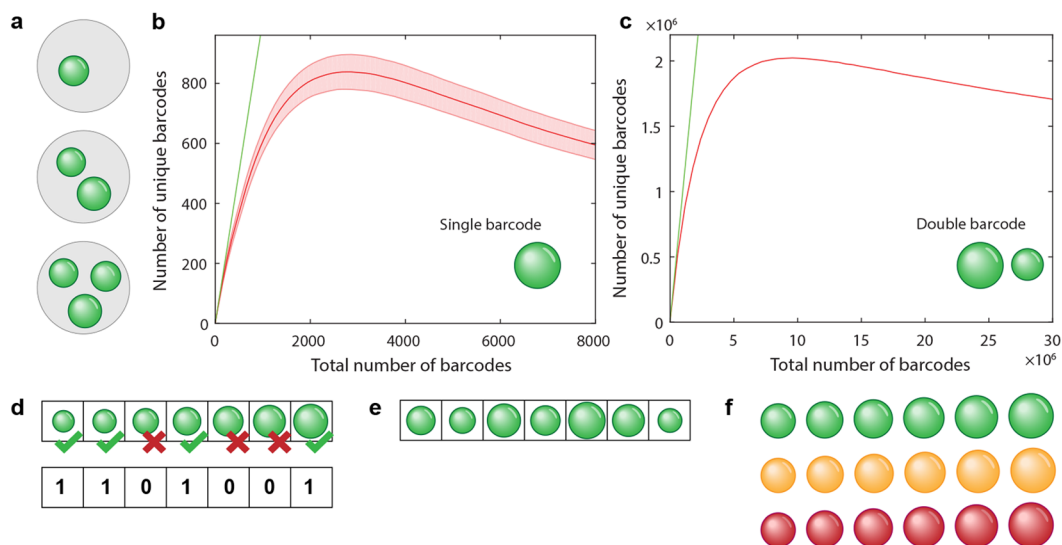 a
b
Number of unique barcodes
800
600
400
200
0
0 2000 4000 6000 8000
Total number of barcodes
Single barcode
c
×10⁶
Number of unique barcodes
2
1.5
1
0.5
0
0 5 10 15 20 25 30
×10⁶
Total number of barcodes
Double barcode
d
1 1 0 1 0 0 1
e
f